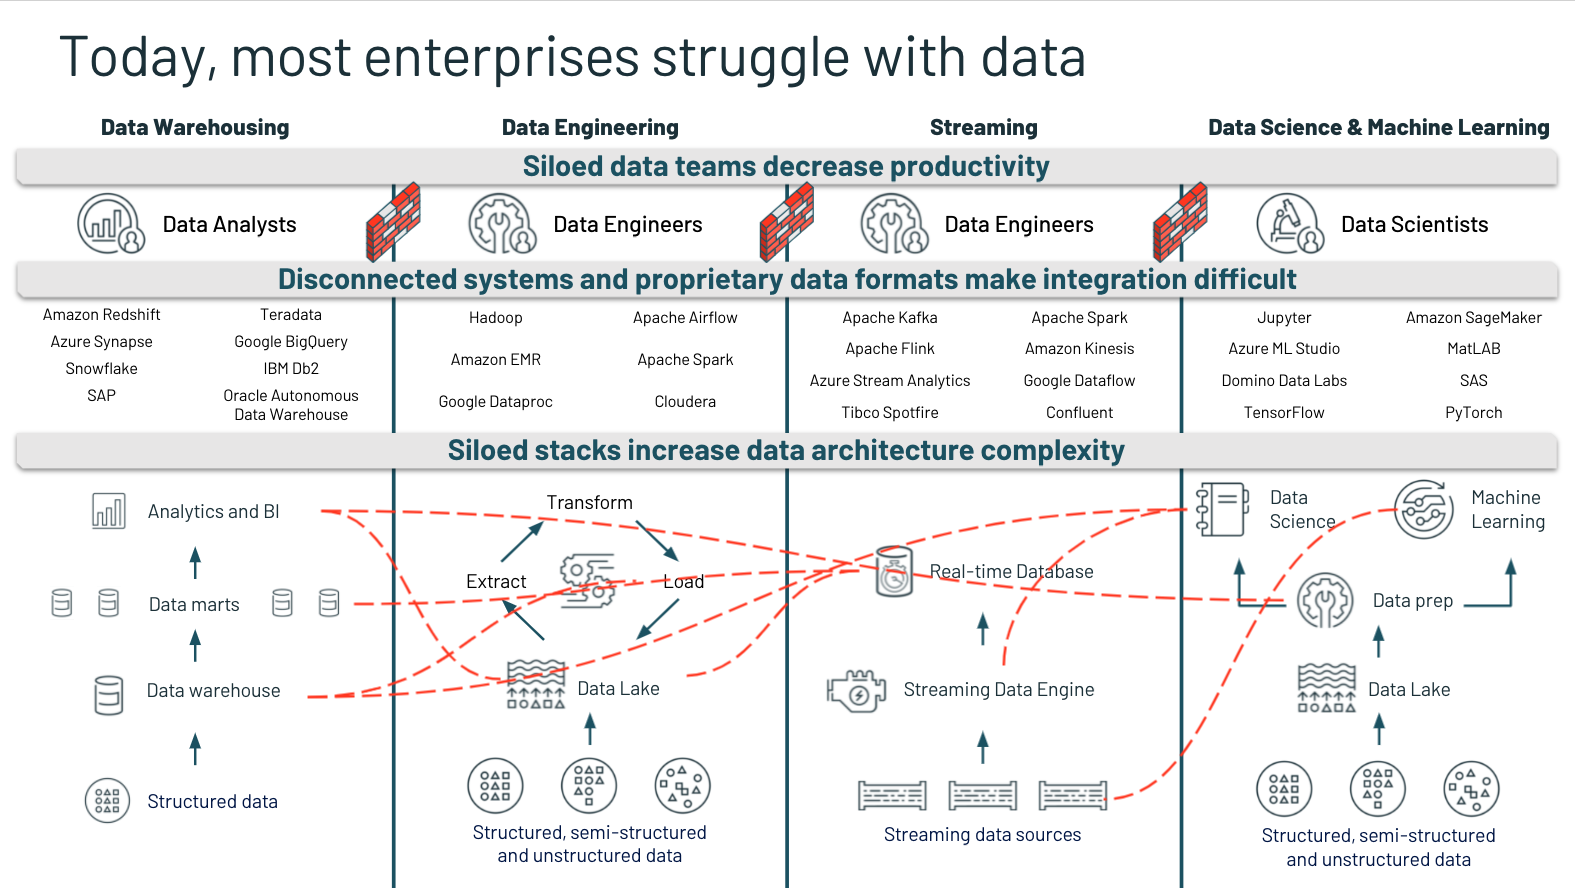 Today, most enterprises struggle with data
Data Warehousing
Data Engineering
Streaming
Data Science & Machine Learning
Siloed data teams decrease productivity
Data Analysts
Data Engineers
Data Engineers
Data Scientists
Disconnected systems and proprietary data formats make integration difficult
Amazon Redshift
Azure Synapse
Snowflake
SAP
Teradata
Google BigQuery
IBM Db2
Oracle Autonomous
Data Warehouse
Hadoop
Amazon EMR
Google Dataproc
Apache Airflow
Apache Spark
Cloudera
Apache Kafka
Apache Flink
Azure Stream Analytics
Tibco Spotfire
Apache Spark
Amazon Kinesis
Google Dataflow
Confluent
Jupyter
Azure ML Studio
Domino Data Labs
TensorFlow
Amazon SageMaker
MatLAB
SAS
PyTorch
Siloed stacks increase data architecture complexity
Analytics and BI
Data marts
Data warehouse
Structured data
Transform
Extract
Load
Data Lake
Structured, semi-structured
and unstructured data
Real-time Database
Streaming Data Engine
Streaming data sources
Data
Science
Machine
Learning
Data prep
Data Lake
Structured, semi-structured
and unstructured data